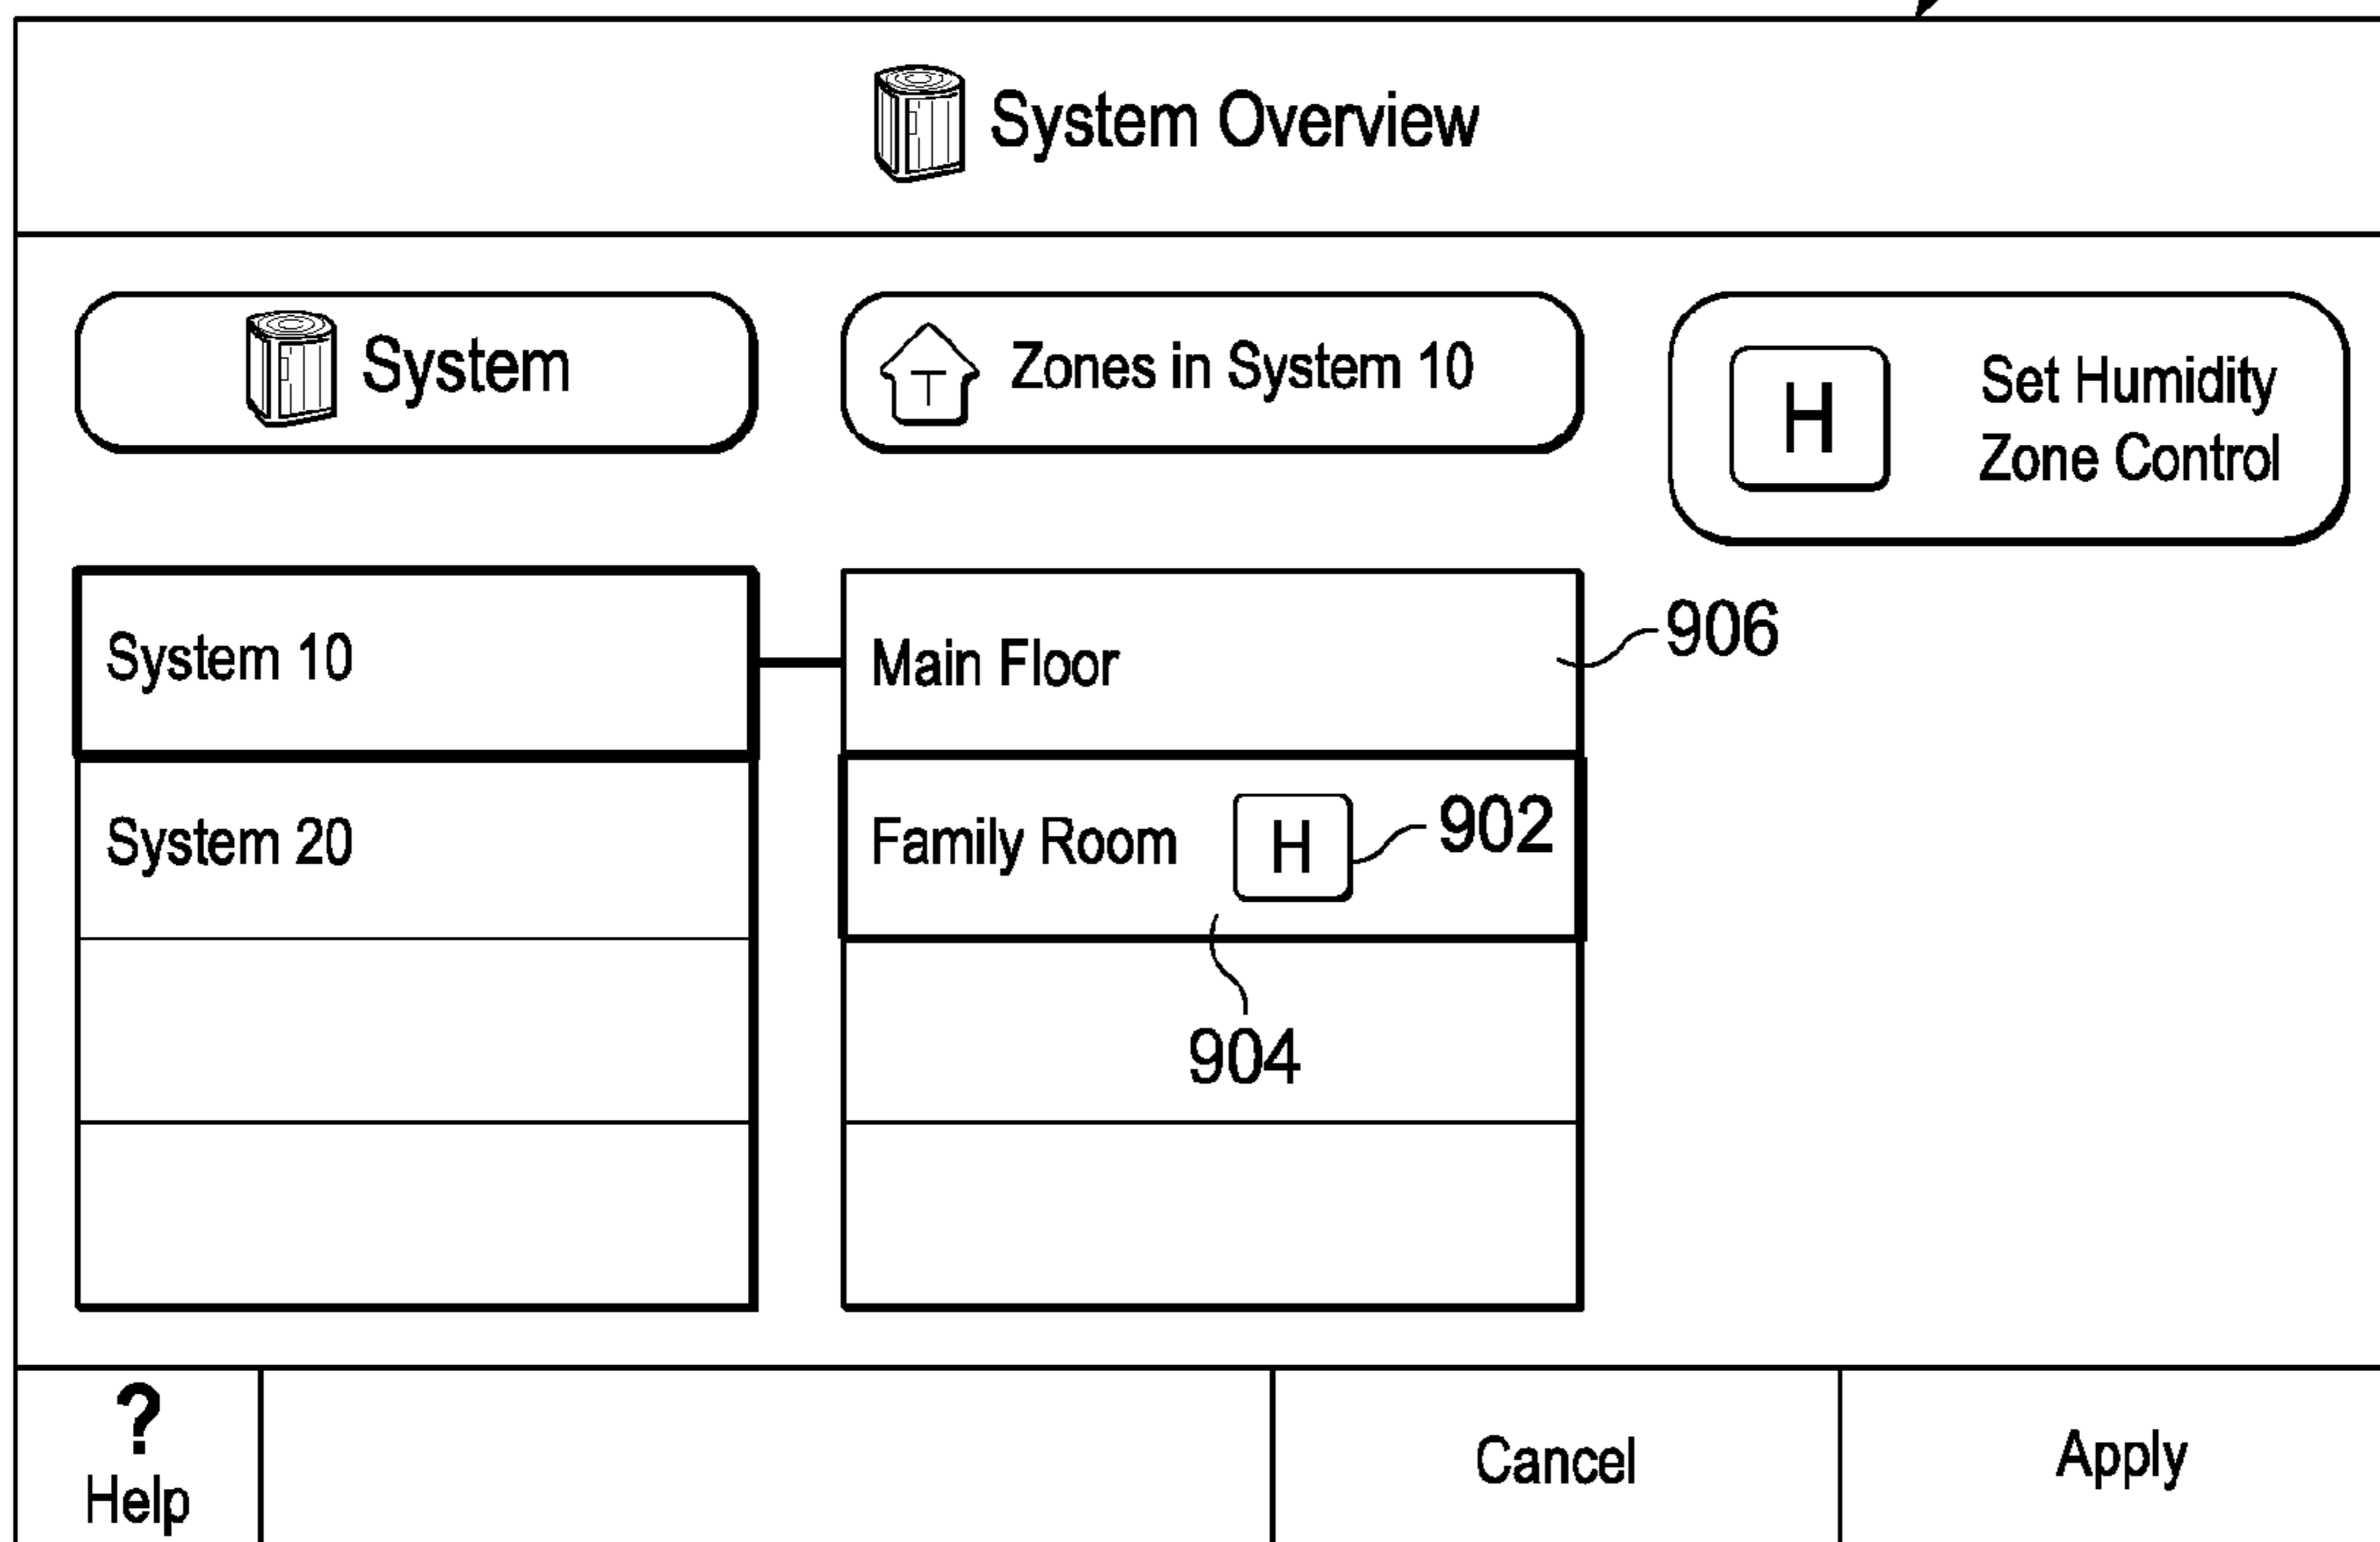 System Overview
System
T
Zones in System 10
H
Set Humidity
Zone Control
System 10
Main Floor
906
System 20
Family Room
H
902
904
?
Help
Cancel
Apply